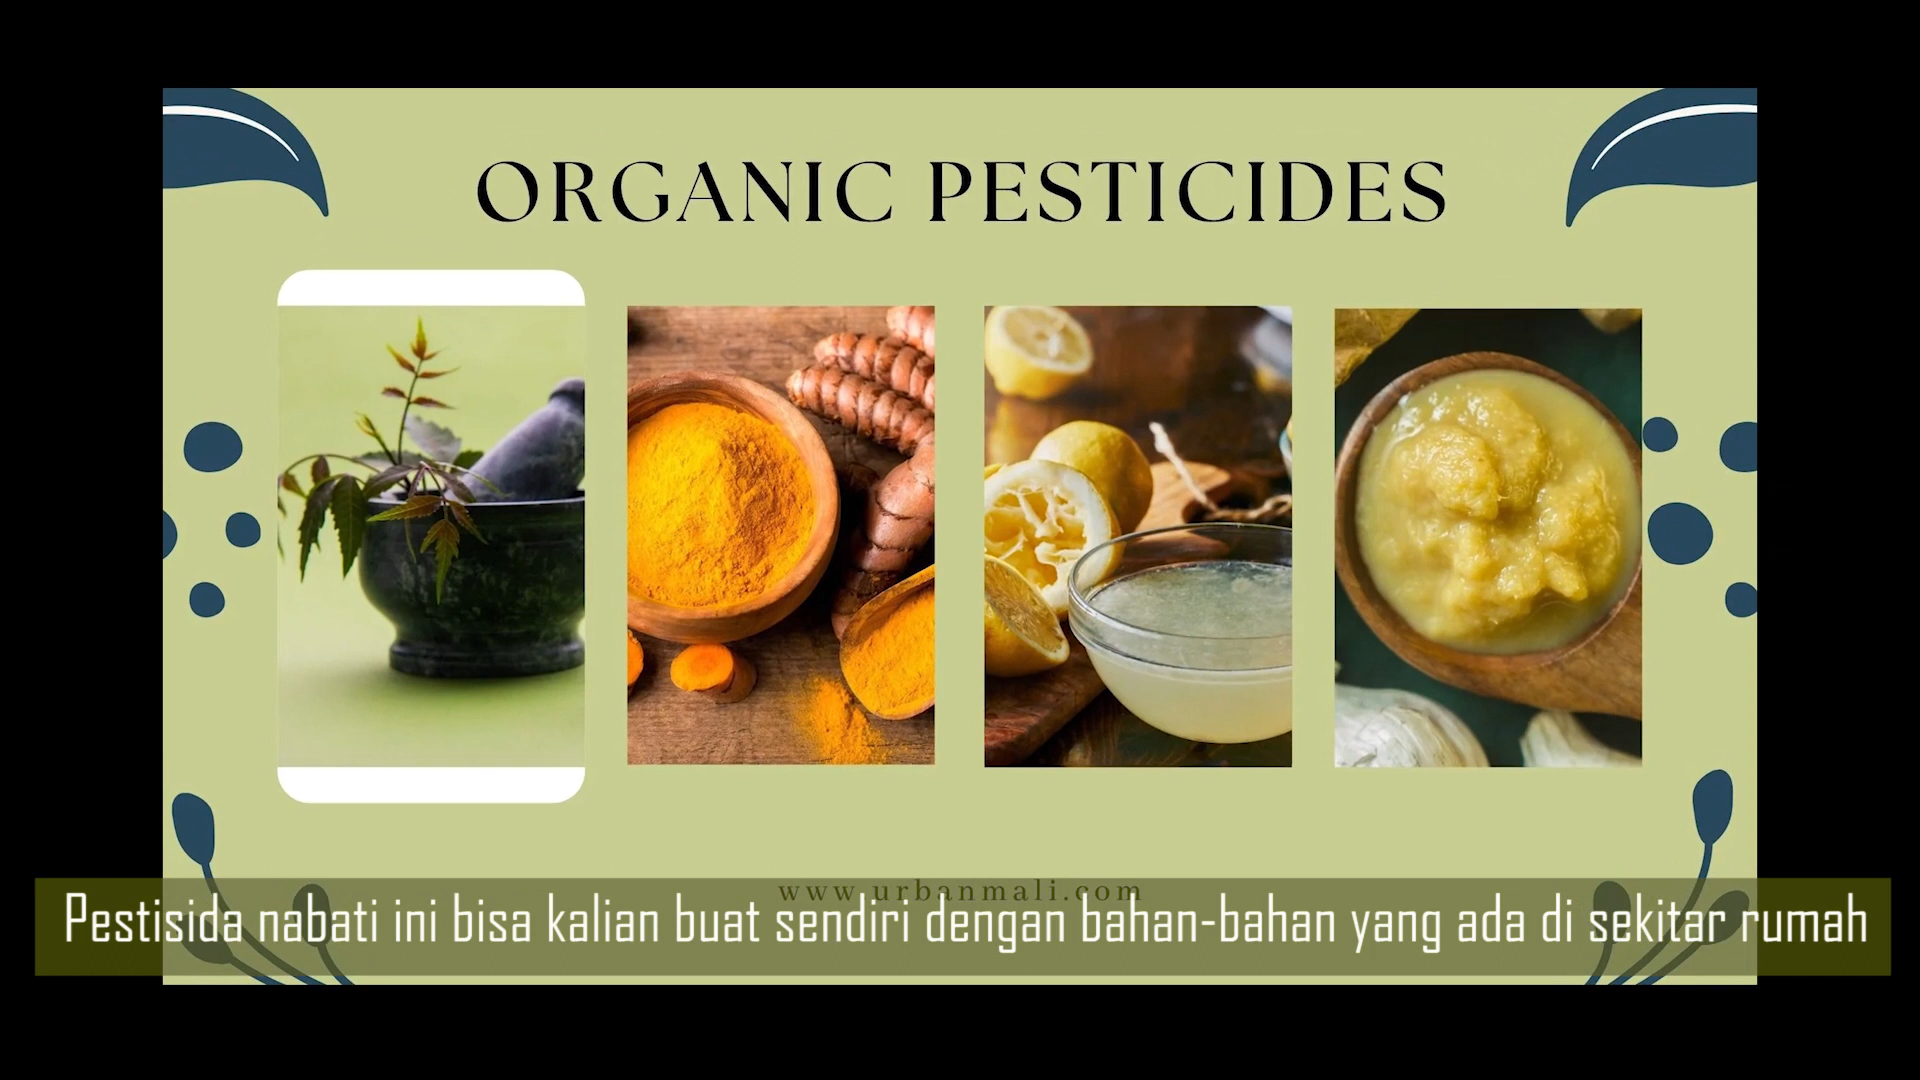 ORGANIC PESTICIDES
www.urbanmali.com
Pestisida nabati ini bisa kalian buat sendiri dengan bahan-bahan yang ada di sekitar rumah